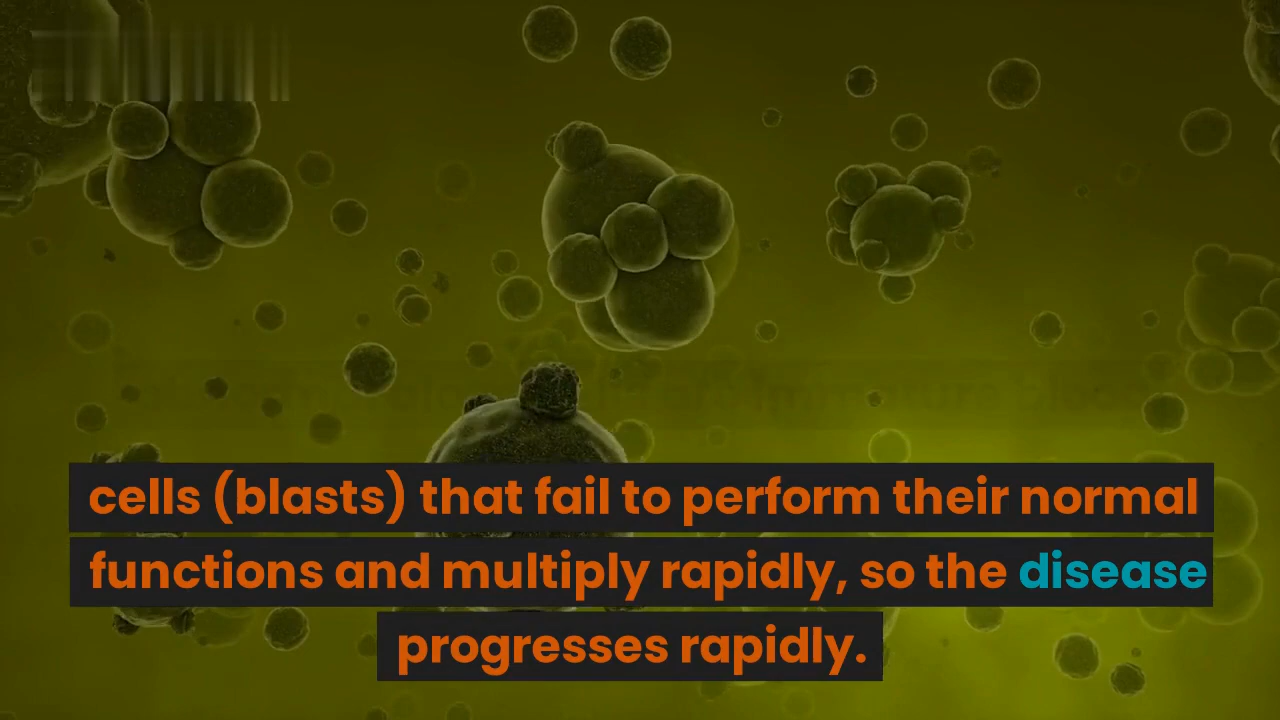 cells (blasts) that fail to perform their normal
functions and multiply rapidly, so the disease
progresses rapidly.